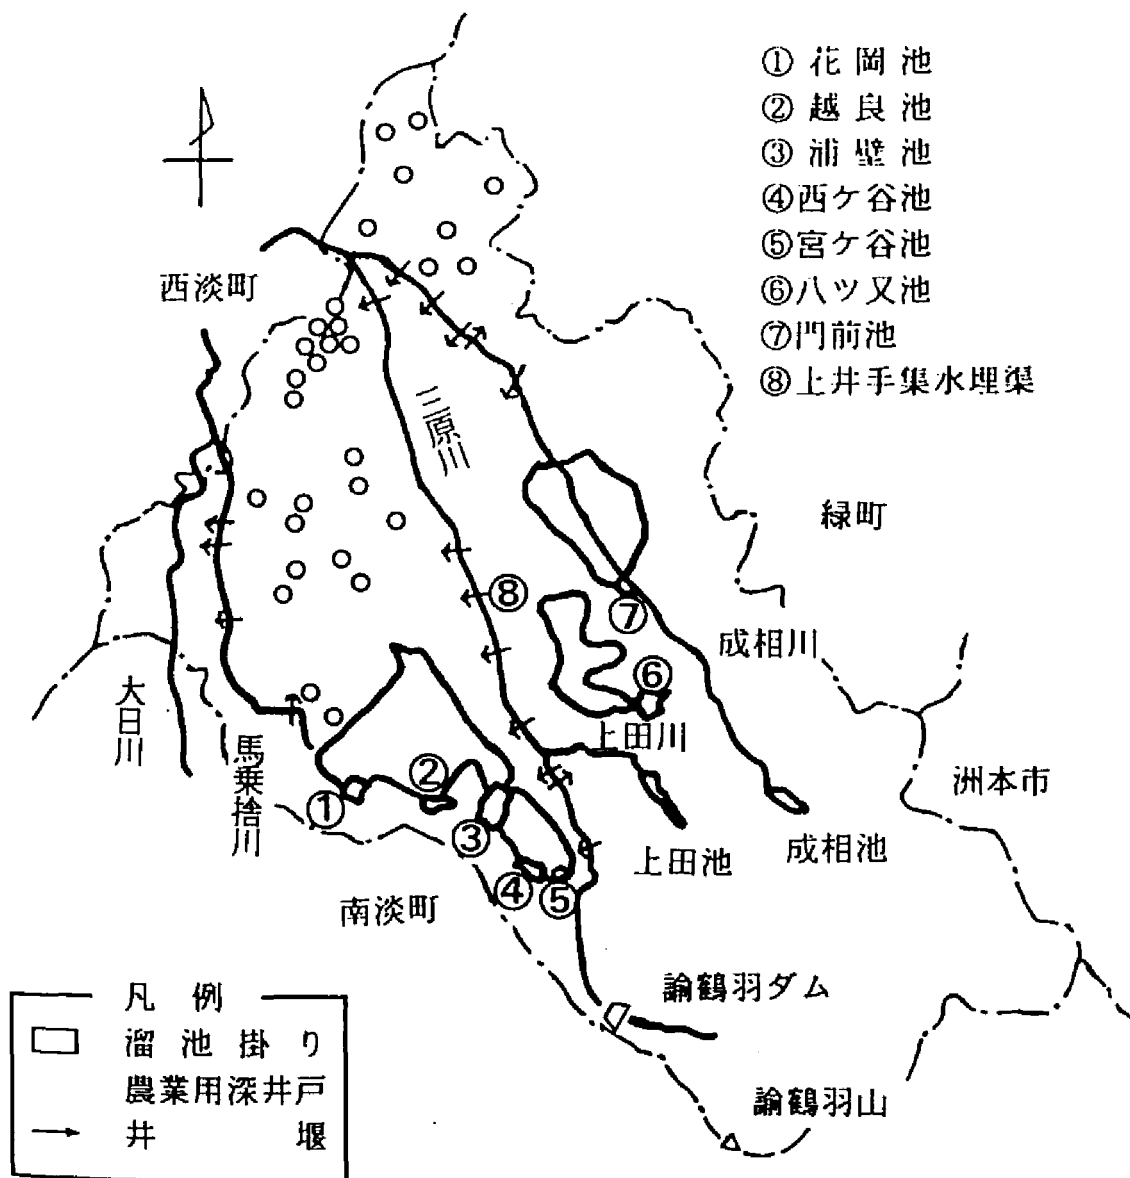 ① 花岡池
② 越良池
③ 浦壁池
④西ケ谷池
⑤宮ケ谷池
⑥八ツ又池
⑦門前池
⑧上井手集水埋渠
西淡町
三原川
緑町
⑧
⑦
成相川
⑥
大日川
馬乗捨川
上田川
②
①
洲本市
③
成相池
上田池
④
⑤
南淡町
諭鶴羽ダム
凡例
溜池掛り
農業用深井戸
井堰
諭鶴羽山